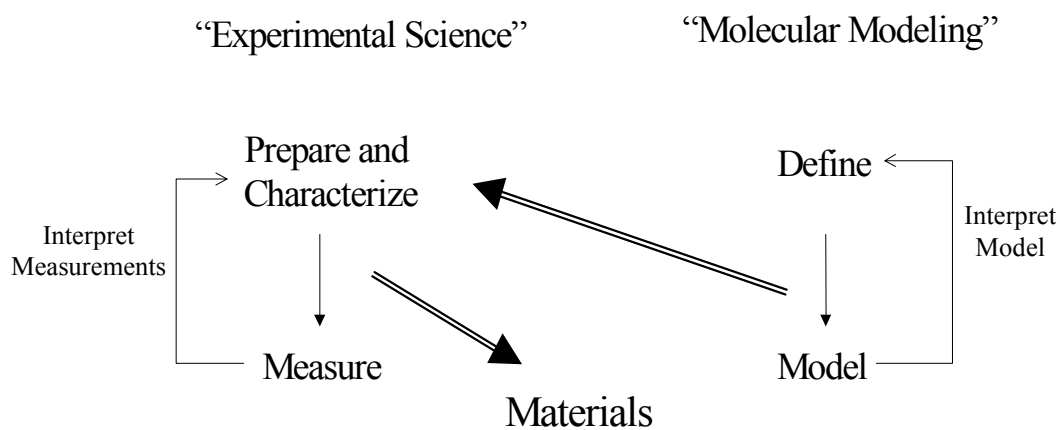 “Experimental Science”
“Molecular Modeling”
Prepare and
Characterize
Define
Interpret
Measurements
Interpret
Model
Measure
Model
Materials